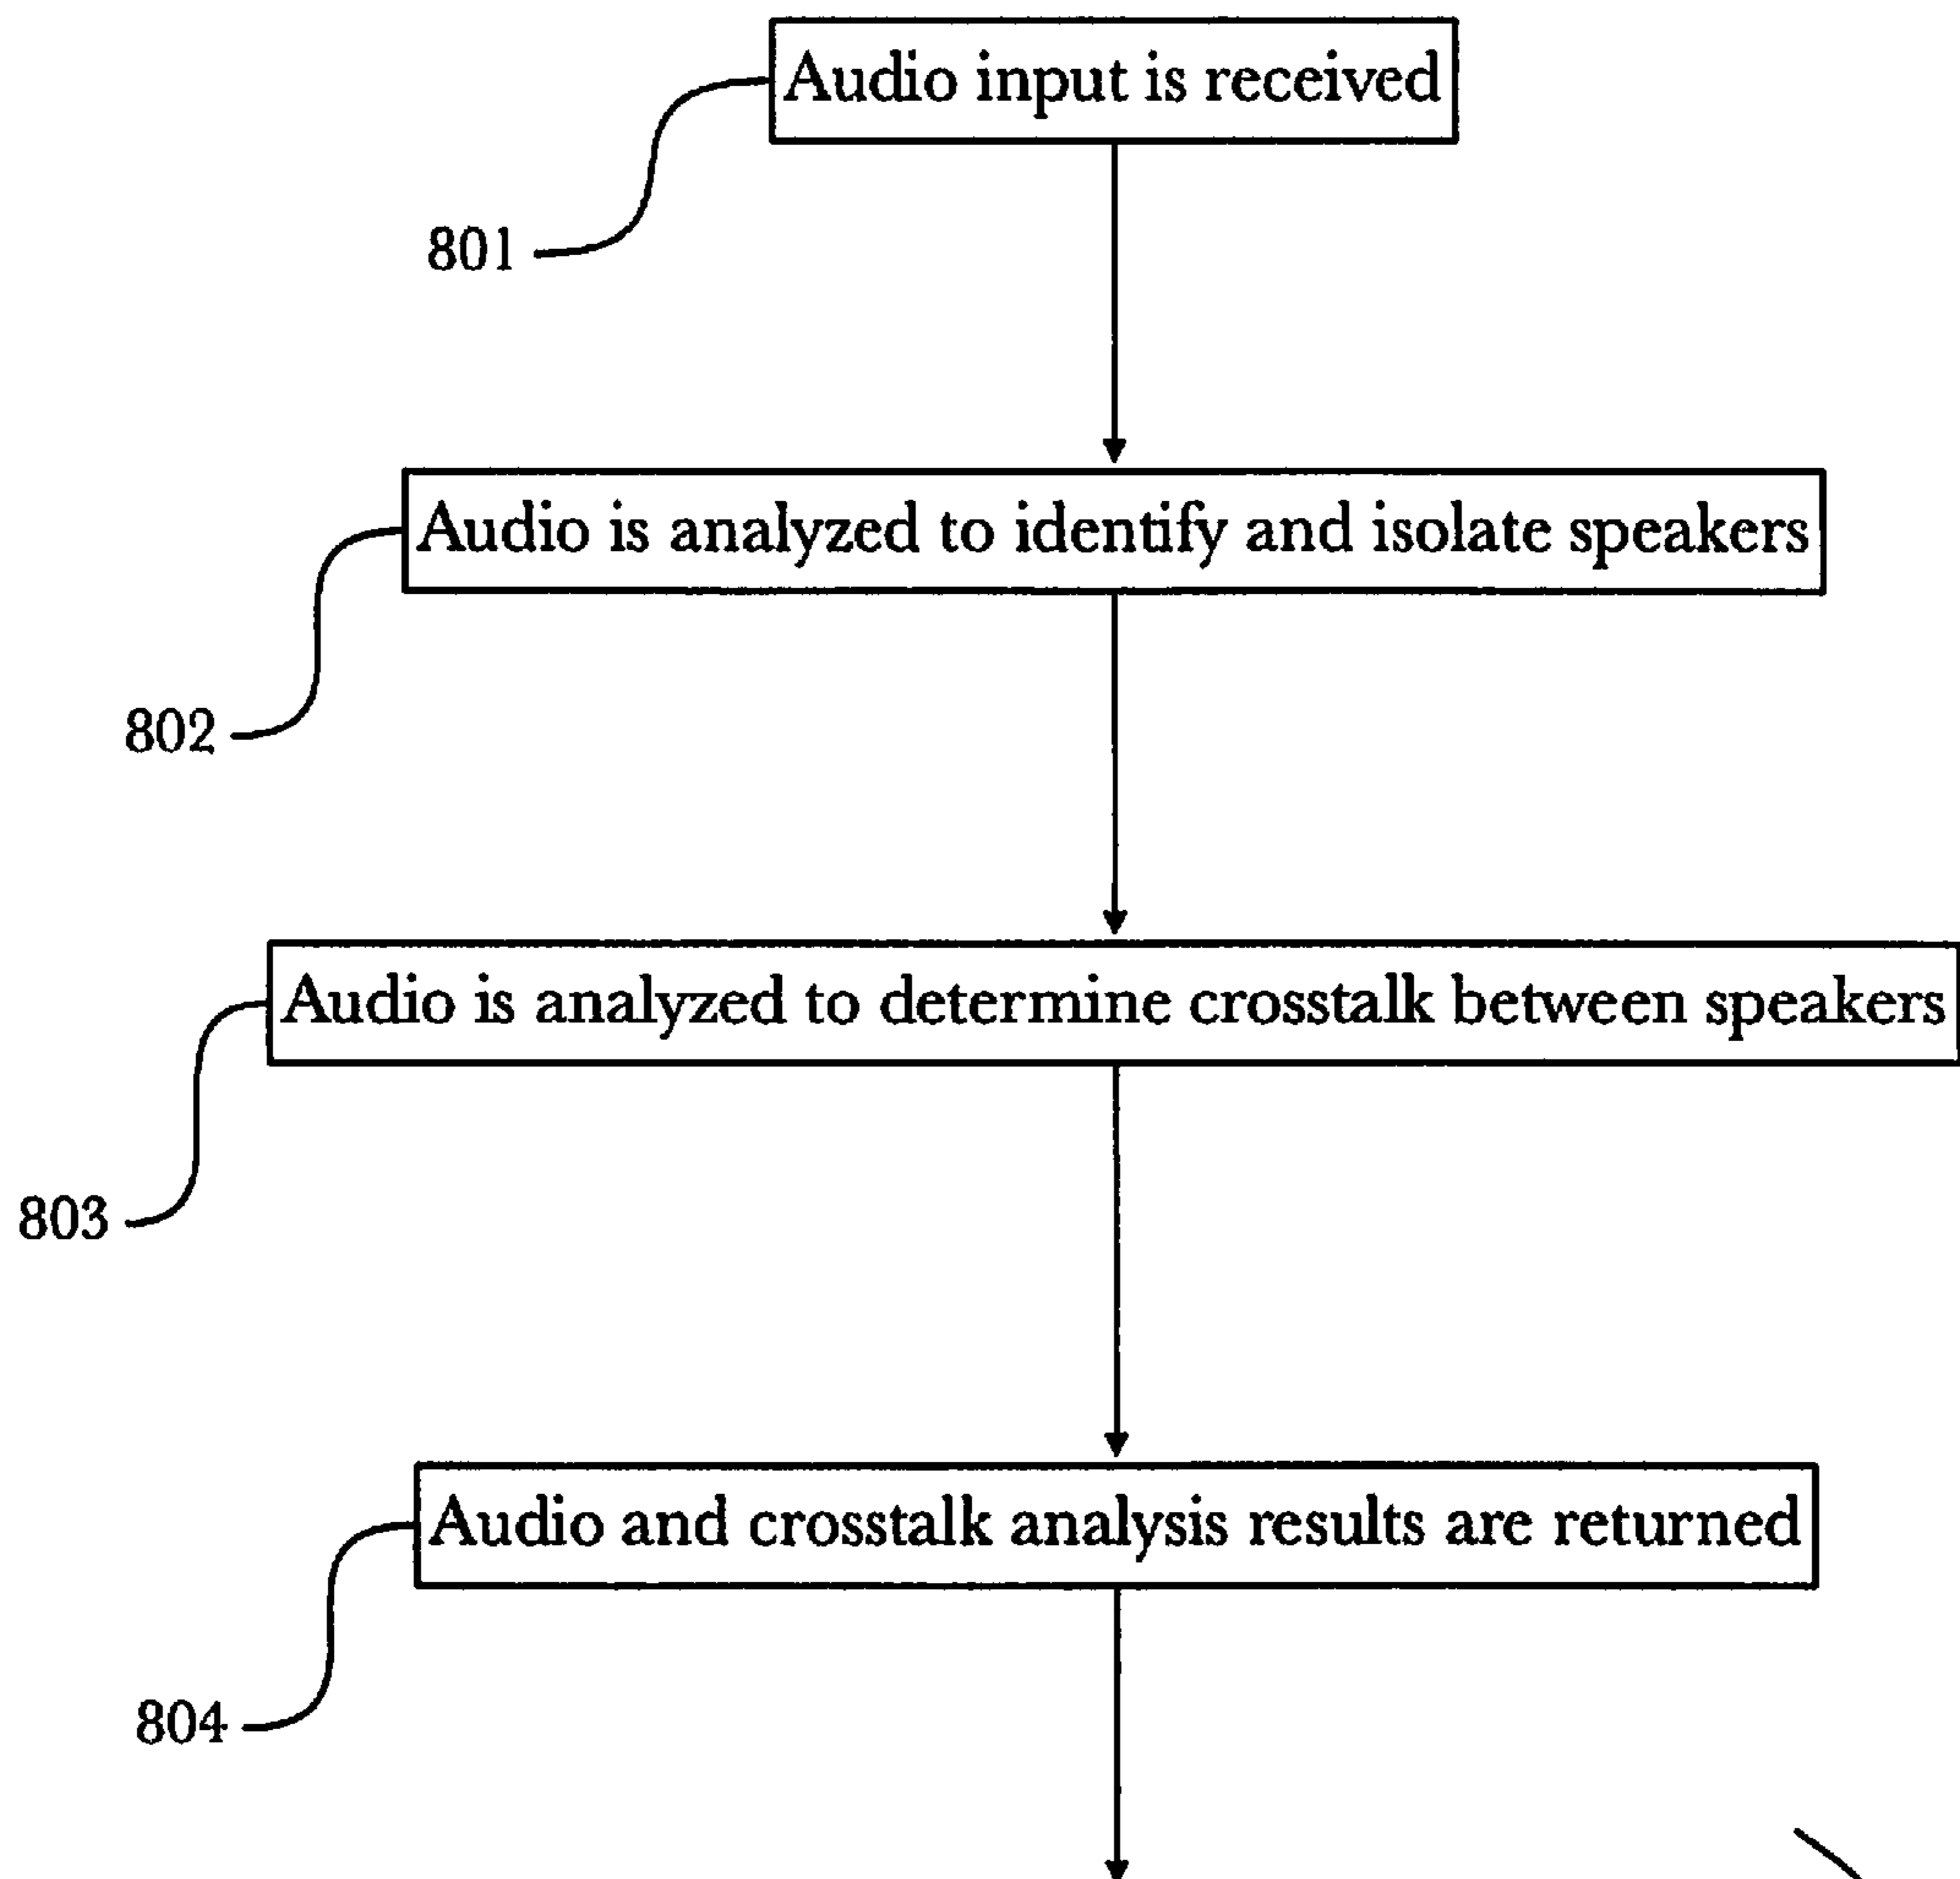 Audio input is received
801
Audio is analyzed to identify and isolate speakers
802
Audio is analyzed to determine crosstalk between speakers
803
Audio and crosstalk analysis results are returned
804